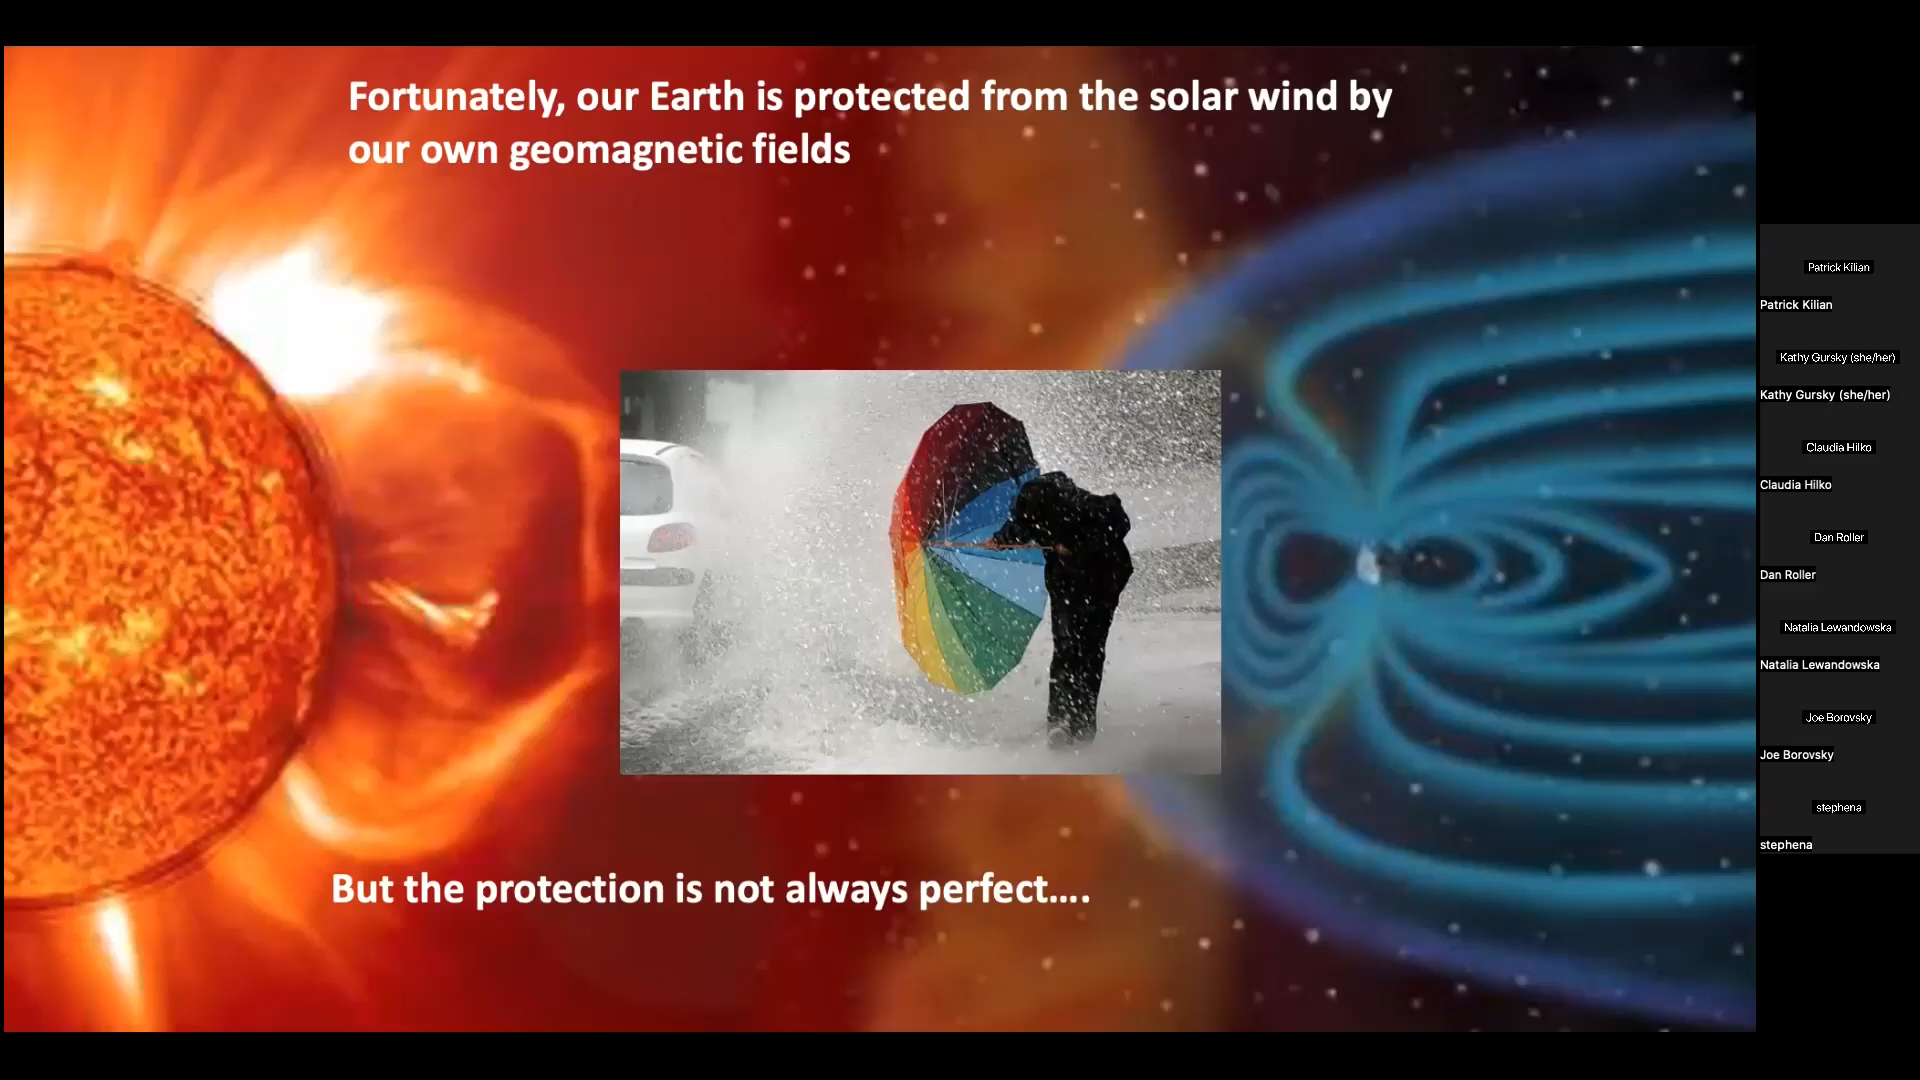 Fortunately, our Earth is protected from the solar wind by
our own geomagnetic fields
But the protection is not always perfect....
Patrick Kilian
Patrick Kilian
Kathy Gursky (she/her)
Kathy Gursky (she/her)
Claudia Hilko
Claudia Hilko
Dan Roller
Dan Roller
Natalia Lewandowska
Natalia Lewandowska
Joe Borovsky
Joe Borovsky
stephena
stephena